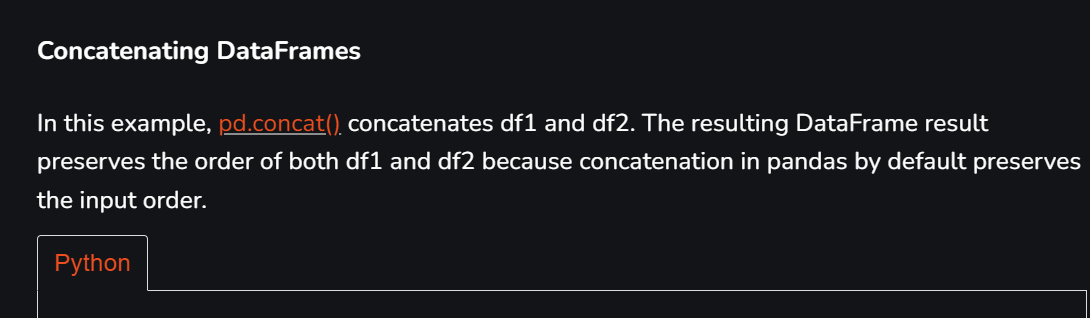 Concatenating DataFrames
In this example, pd.concat() concatenates df1 and df2. The resulting DataFrame result
preserves the order of both df1 and df2 because concatenation in pandas by default preserves
the input order.
Python